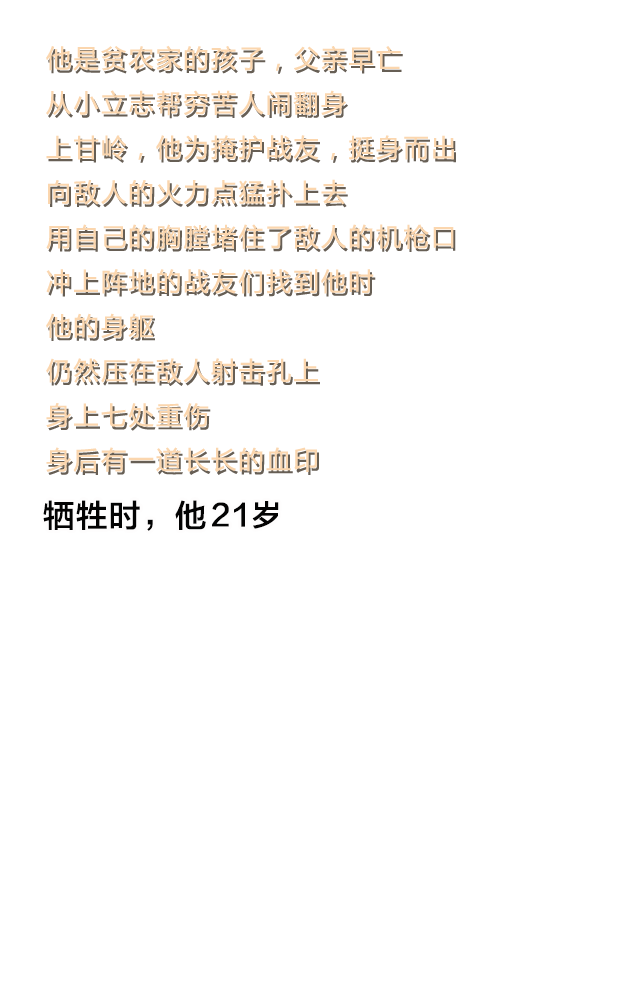 他是贫农家的孩子，父亲早亡
从小立志帮穷苦人闹翻身
上甘岭，他为掩护战友，挺身而出
向敌人的火力点猛扑上去
用自己的胸膛堵住了敌人的机枪口
冲上阵地的战友们找到他时
他的身躯
仍然压在敌人射击孔上
身上七处重伤
身后有一道长长的血印
牺牲时，他21岁